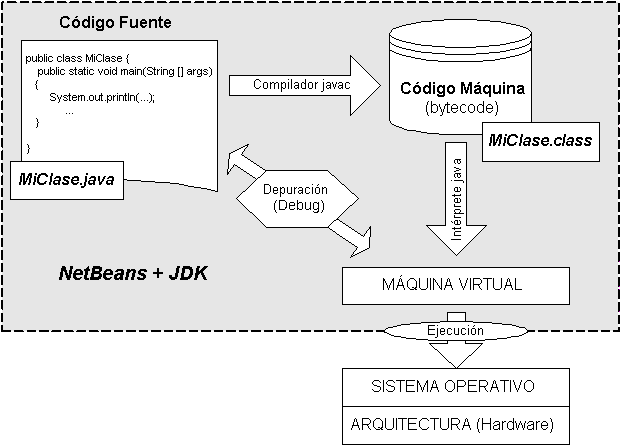 Código Fuente
public class MiClase {
public static void main(String [] args)
{
System.out.println(...);
...
}
}
MiClase.java
Compilador javac
Código Máquina
(bytecode)
MiClase.class
Intérprete java
Depuración
(Debug)
NetBeans + JDK
MÁQUINA VIRTUAL
Ejecución
SISTEMA OPERATIVO
ARQUITECTURA (Hardware)